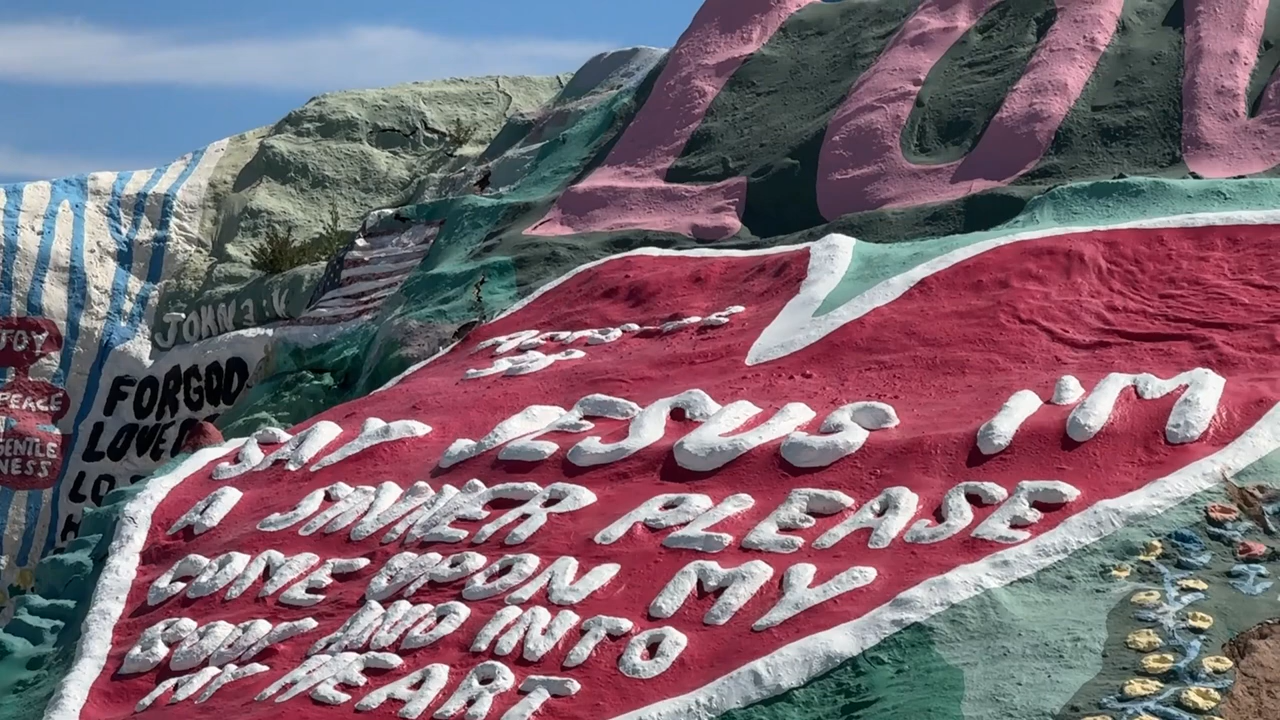 LOV
JOHN 3:16
JOY
PEACE
GENTLE
NESS
FOR GOD
LOVED
SAY JESUS I'M
A SINNER PLEASE
COME UPON MY
BODY AND INTO
MY HEART